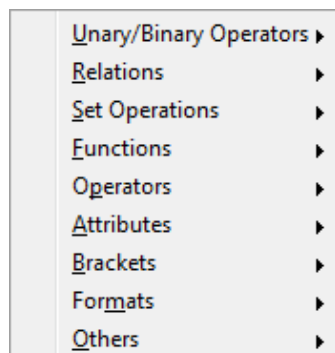 Unary/Binary Operators
Relations
Set Operations
Functions
Operators
Attributes
Brackets
Formats
Others